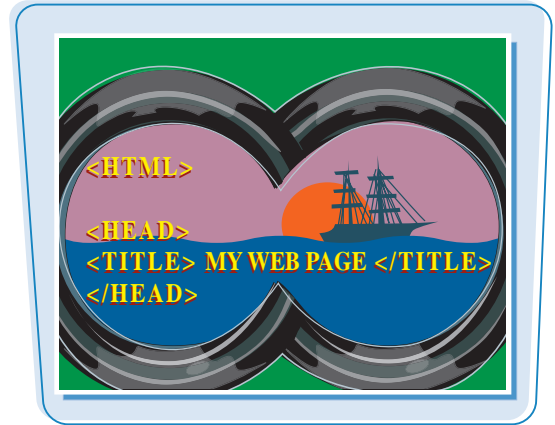 <HTML>
<HEAD>
<TITLE> MY WEB PAGE </TITLE>
</HEAD>